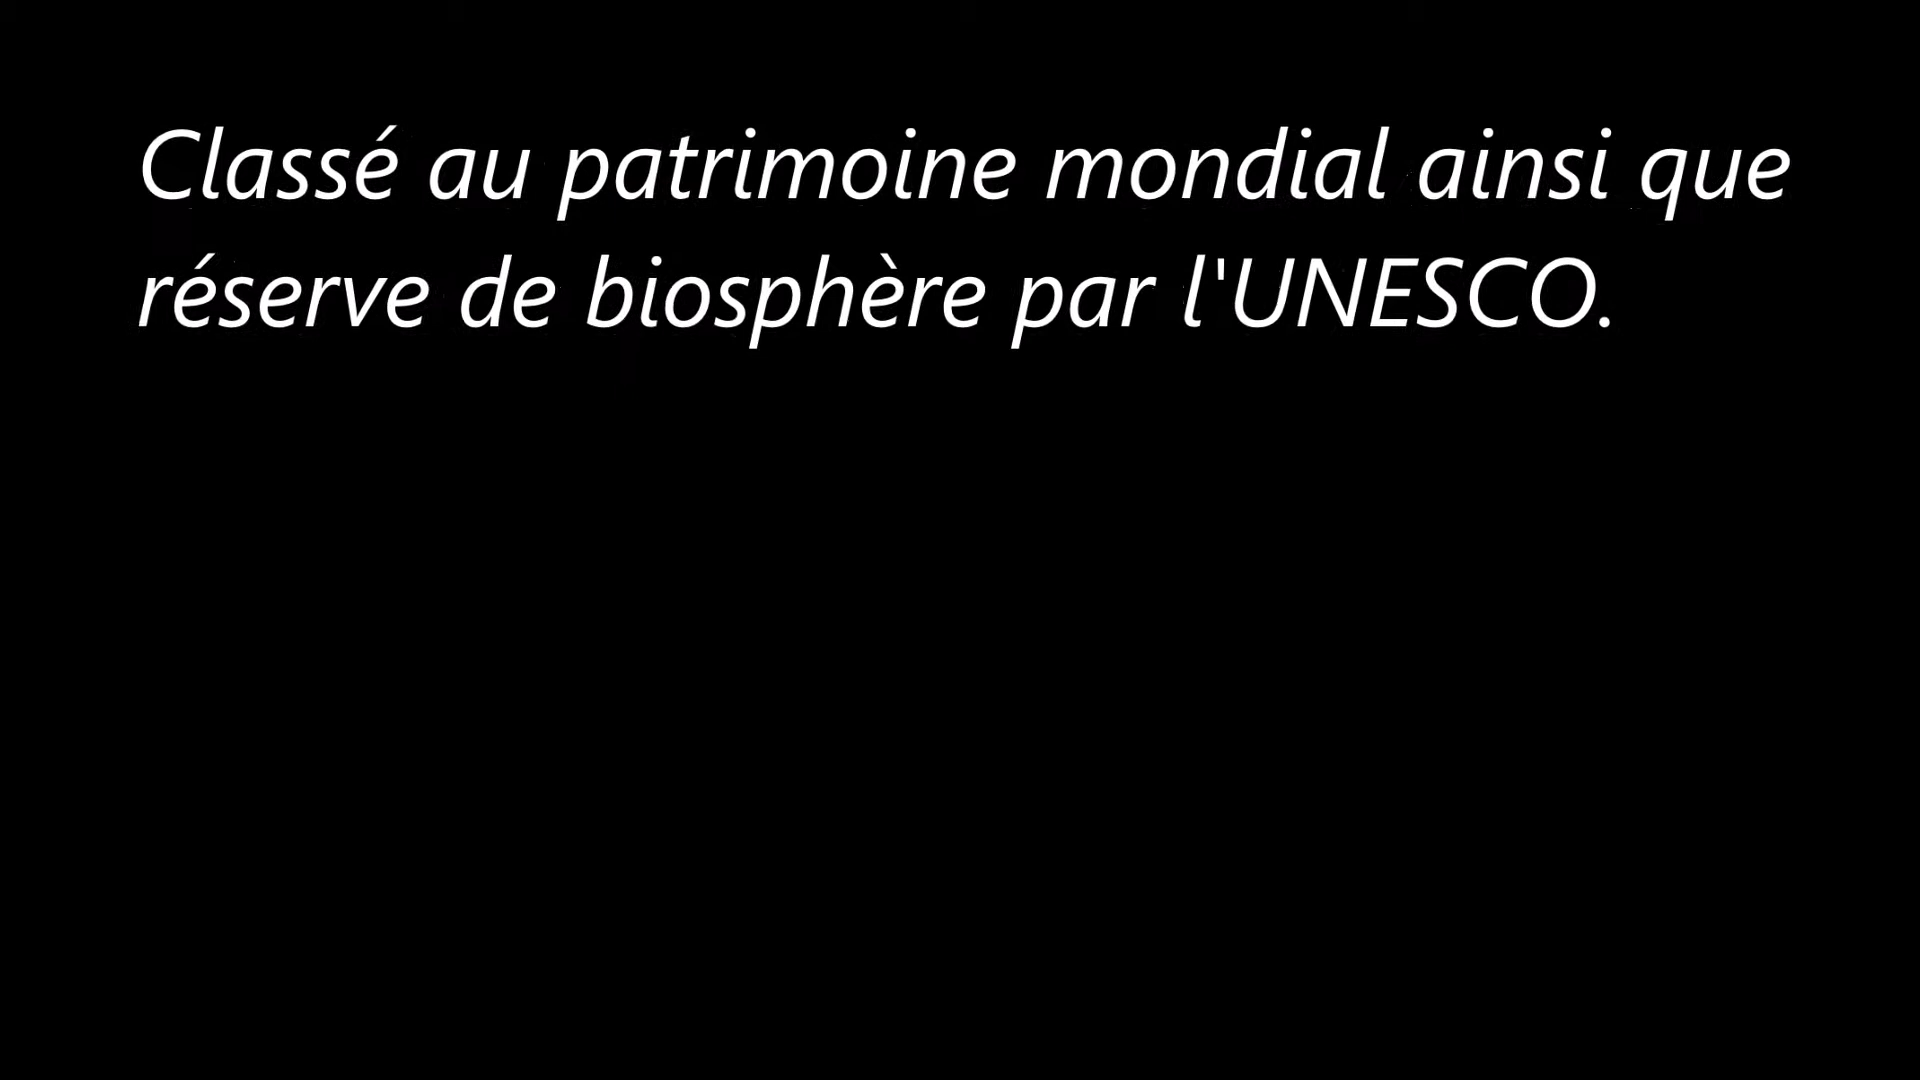 Classé au patrimoine mondial ainsi que
réserve de biosphère par l'UNESCO.